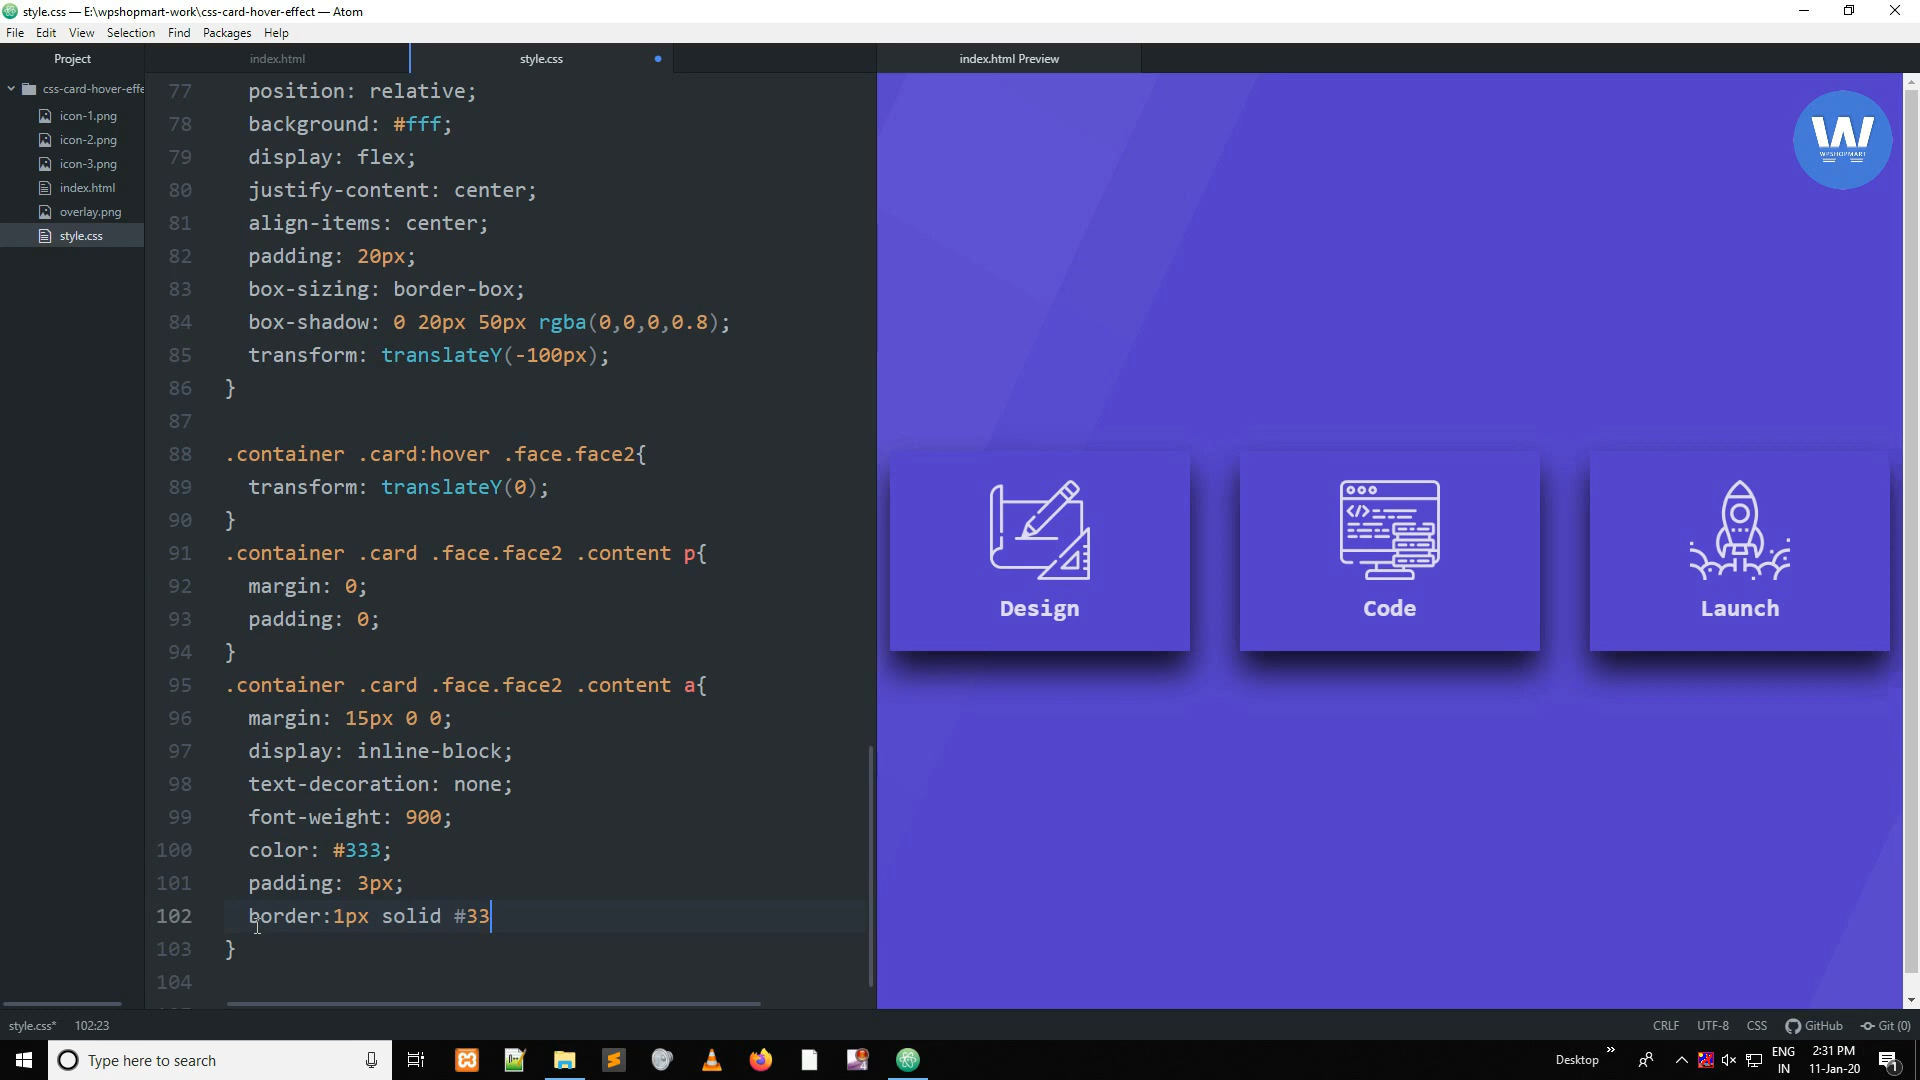 style.css — E:\wpshopmart-work\css-card-hover-effect — Atom
File Edit View Selection Find Packages Help
Project
index.html
style.css
index.html Preview
css-card-hover-effe
icon-1.png
icon-2.png
icon-3.png
index.html
overlay.png
style.css
77 position: relative;
78 background: #fff;
79 display: flex;
80 justify-content: center;
81 align-items: center;
82 padding: 20px;
83 box-sizing: border-box;
84 box-shadow: 0 20px 50px rgba(0,0,0,0.8);
85 transform: translateY(-100px);
86 }
87
88 .container .card:hover .face.face2{
89 transform: translateY(0);
90 }
91 .container .card .face.face2 .content p{
92 margin: 0;
93 padding: 0;
94 }
95 .container .card .face.face2 .content a{
96 margin: 15px 0 0;
97 display: inline-block;
98 text-decoration: none;
99 font-weight: 900;
100 color: #333;
101 padding: 3px;
102 border:1px solid #33
103 }
104
W
WPSHOPMART
Design
Code
Launch
style.css* 102:23
CRLF UTF-8 CSS GitHub Git (0)
Type here to search
Desktop
ENG
IN
2:31 PM
11-Jan-20
1